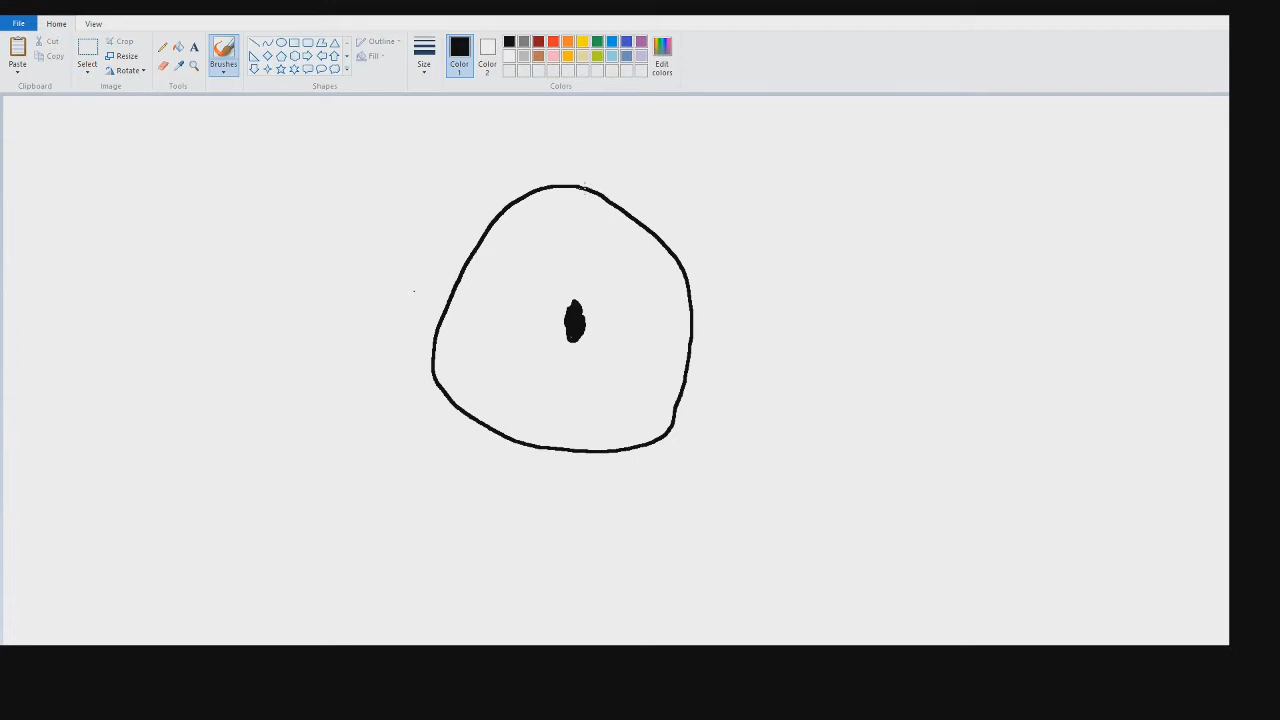 File Home View
Paste
Cut
Copy
Clipboard
Select
Crop
Resize
Rotate
Image
A
Tools
Brushes
Outline
Fill
Shapes
Size
Color
1
Color
2
Edit
colors
Colors